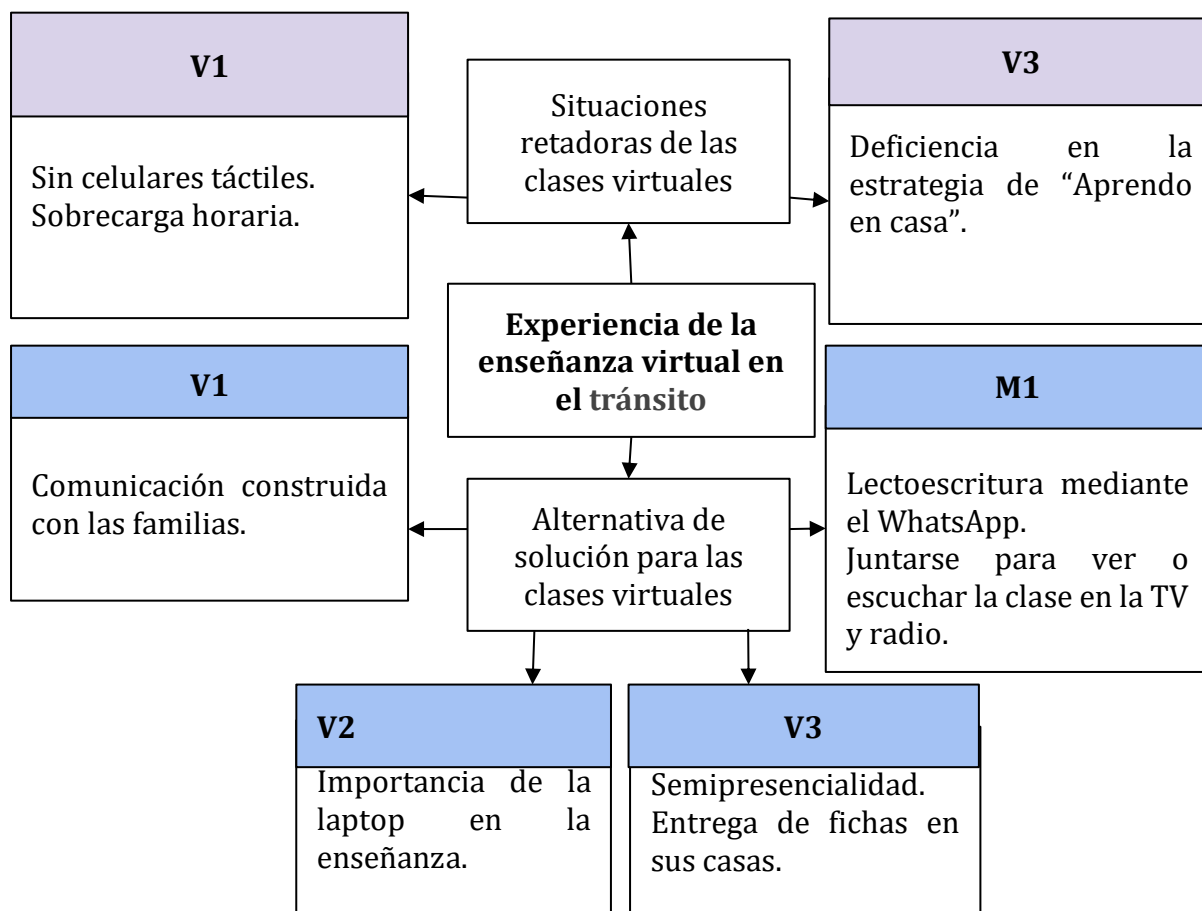 V1
Sin celulares táctiles.
Sobrecarga horaria.
Situaciones
retadoras de las
clases virtuales
V3
Deficiencia en la
estrategia de “Aprendo
en casa”.
Experiencia de la
enseñanza virtual en
el tránsito
V1
Comunicación construida
con las familias.
Alternativa de
solución para las
clases virtuales
M1
Lectoescritura mediante
el WhatsApp.
Juntarse para ver o
escuchar la clase en la TV
y radio.
V2
Importancia de la
laptop en la
enseñanza.
V3
Semipresencialidad.
Entrega de fichas en
sus casas.